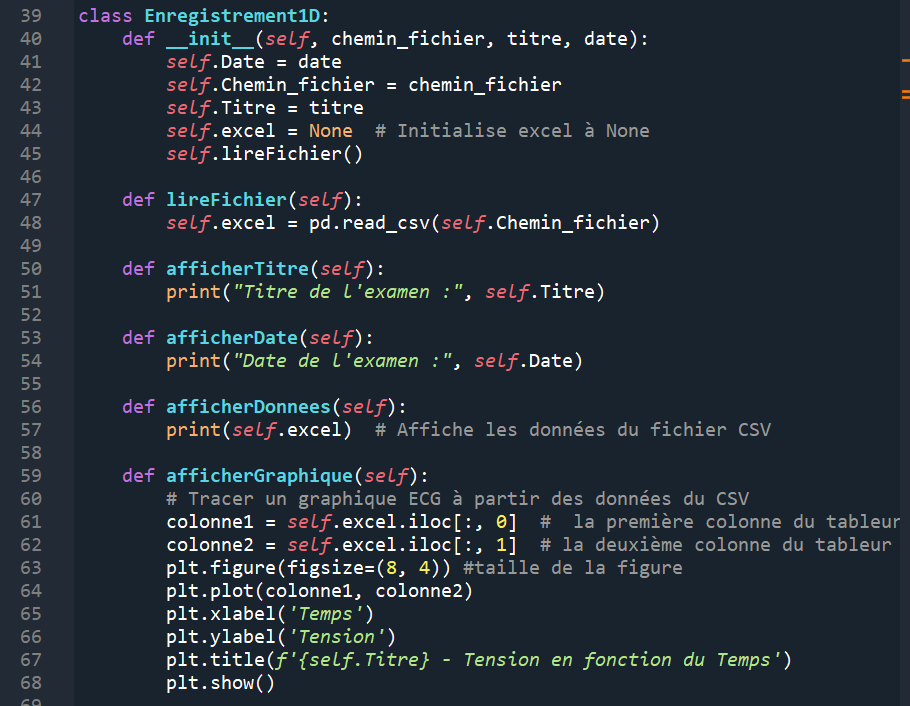 39 class Enregistrement1D:
40     def __init__(self, chemin_fichier, titre, date):
41         self.Date = date
42         self.Chemin_fichier = chemin_fichier
43         self.Titre = titre
44         self.excel = None  # Initialise excel à None
45         self.lireFichier()
46
47     def lireFichier(self):
48         self.excel = pd.read_csv(self.Chemin_fichier)
49
50     def afficherTitre(self):
51         print("Titre de l'examen :", self.Titre)
52
53     def afficherDate(self):
54         print("Date de l'examen :", self.Date)
55
56     def afficherDonnees(self):
57         print(self.excel)  # Affiche les données du fichier CSV
58
59     def afficherGraphique(self):
60         # Tracer un graphique ECG à partir des données du CSV
61         colonne1 = self.excel.iloc[:, 0]  #  la première colonne du tableur
62         colonne2 = self.excel.iloc[:, 1]  # la deuxième colonne du tableur
63         plt.figure(figsize=(8, 4)) #taille de la figure
64         plt.plot(colonne1, colonne2)
65         plt.xlabel('Temps')
66         plt.ylabel('Tension')
67         plt.title(f'{self.Titre} - Tension en fonction du Temps')
68         plt.show()
69